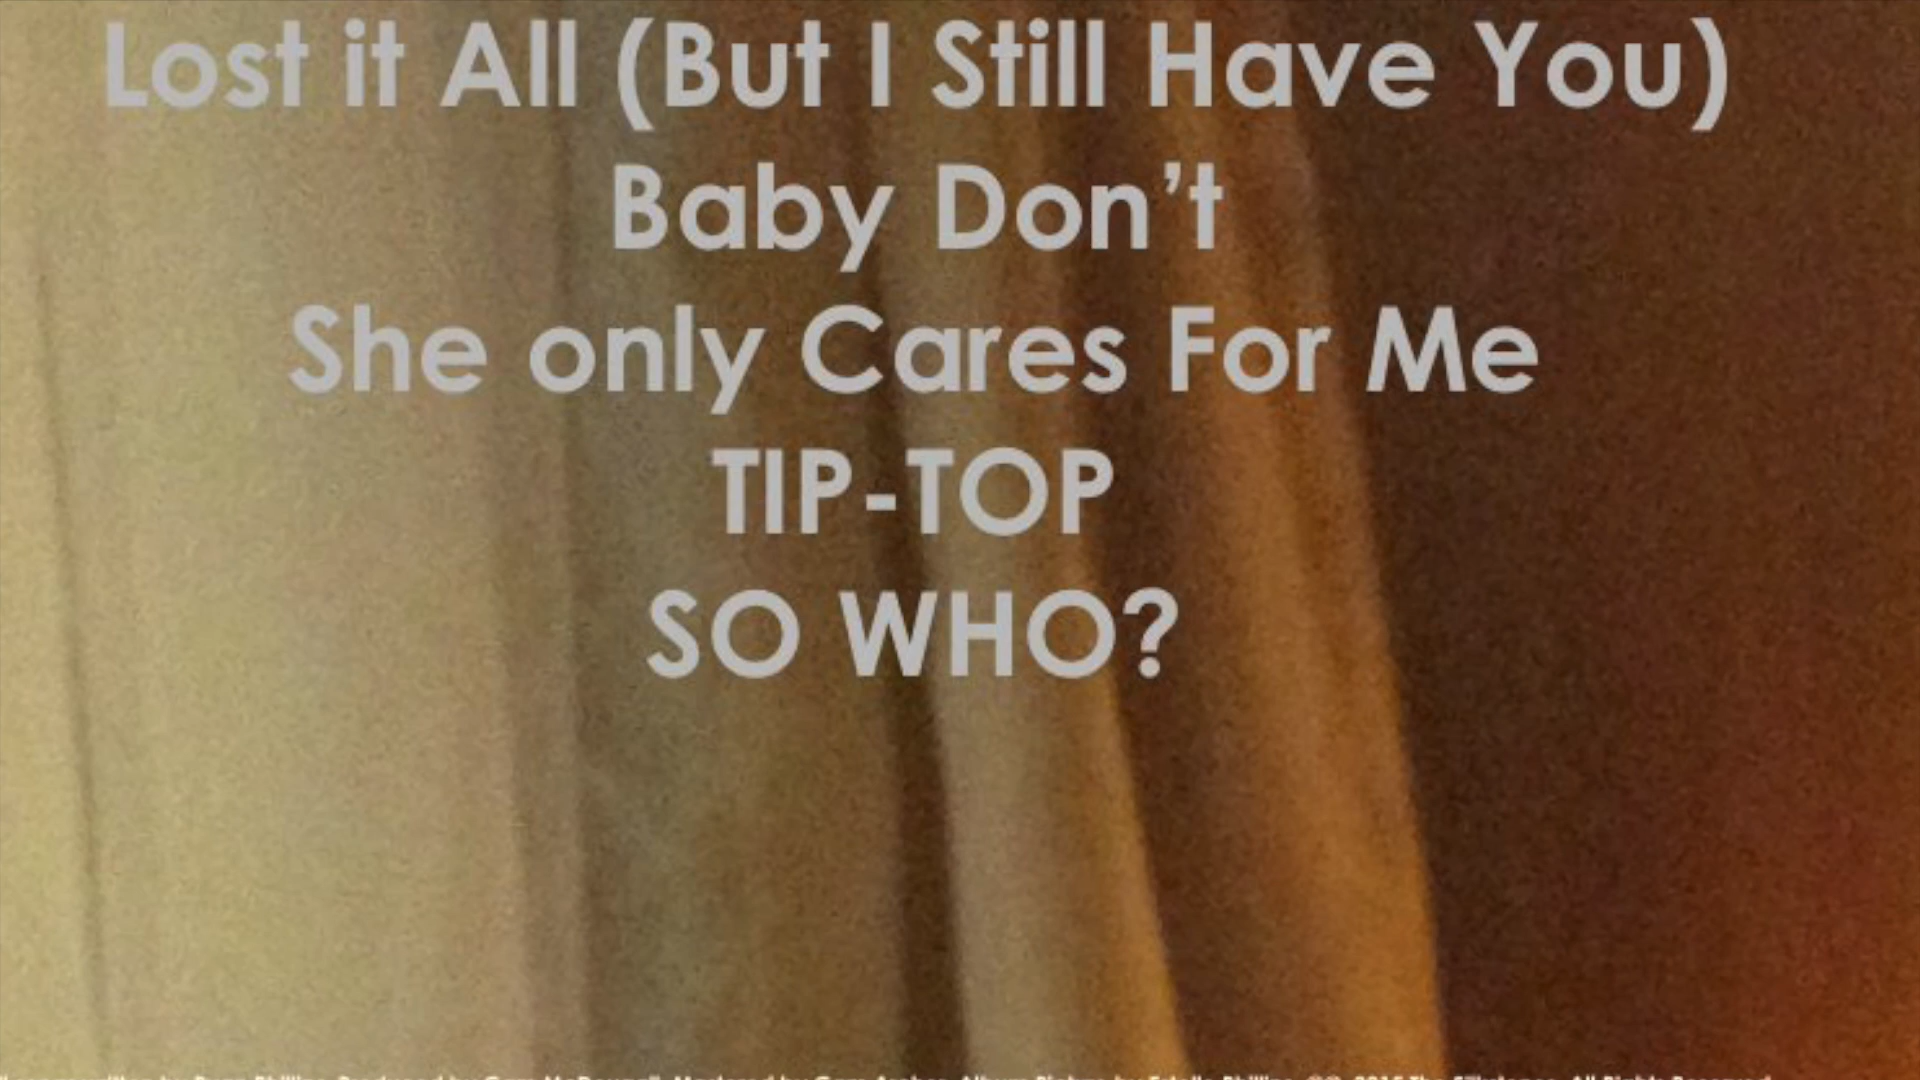 Lost it All (But I Still Have You)
Baby Don’t
She only Cares For Me
TIP-TOP
SO WHO?